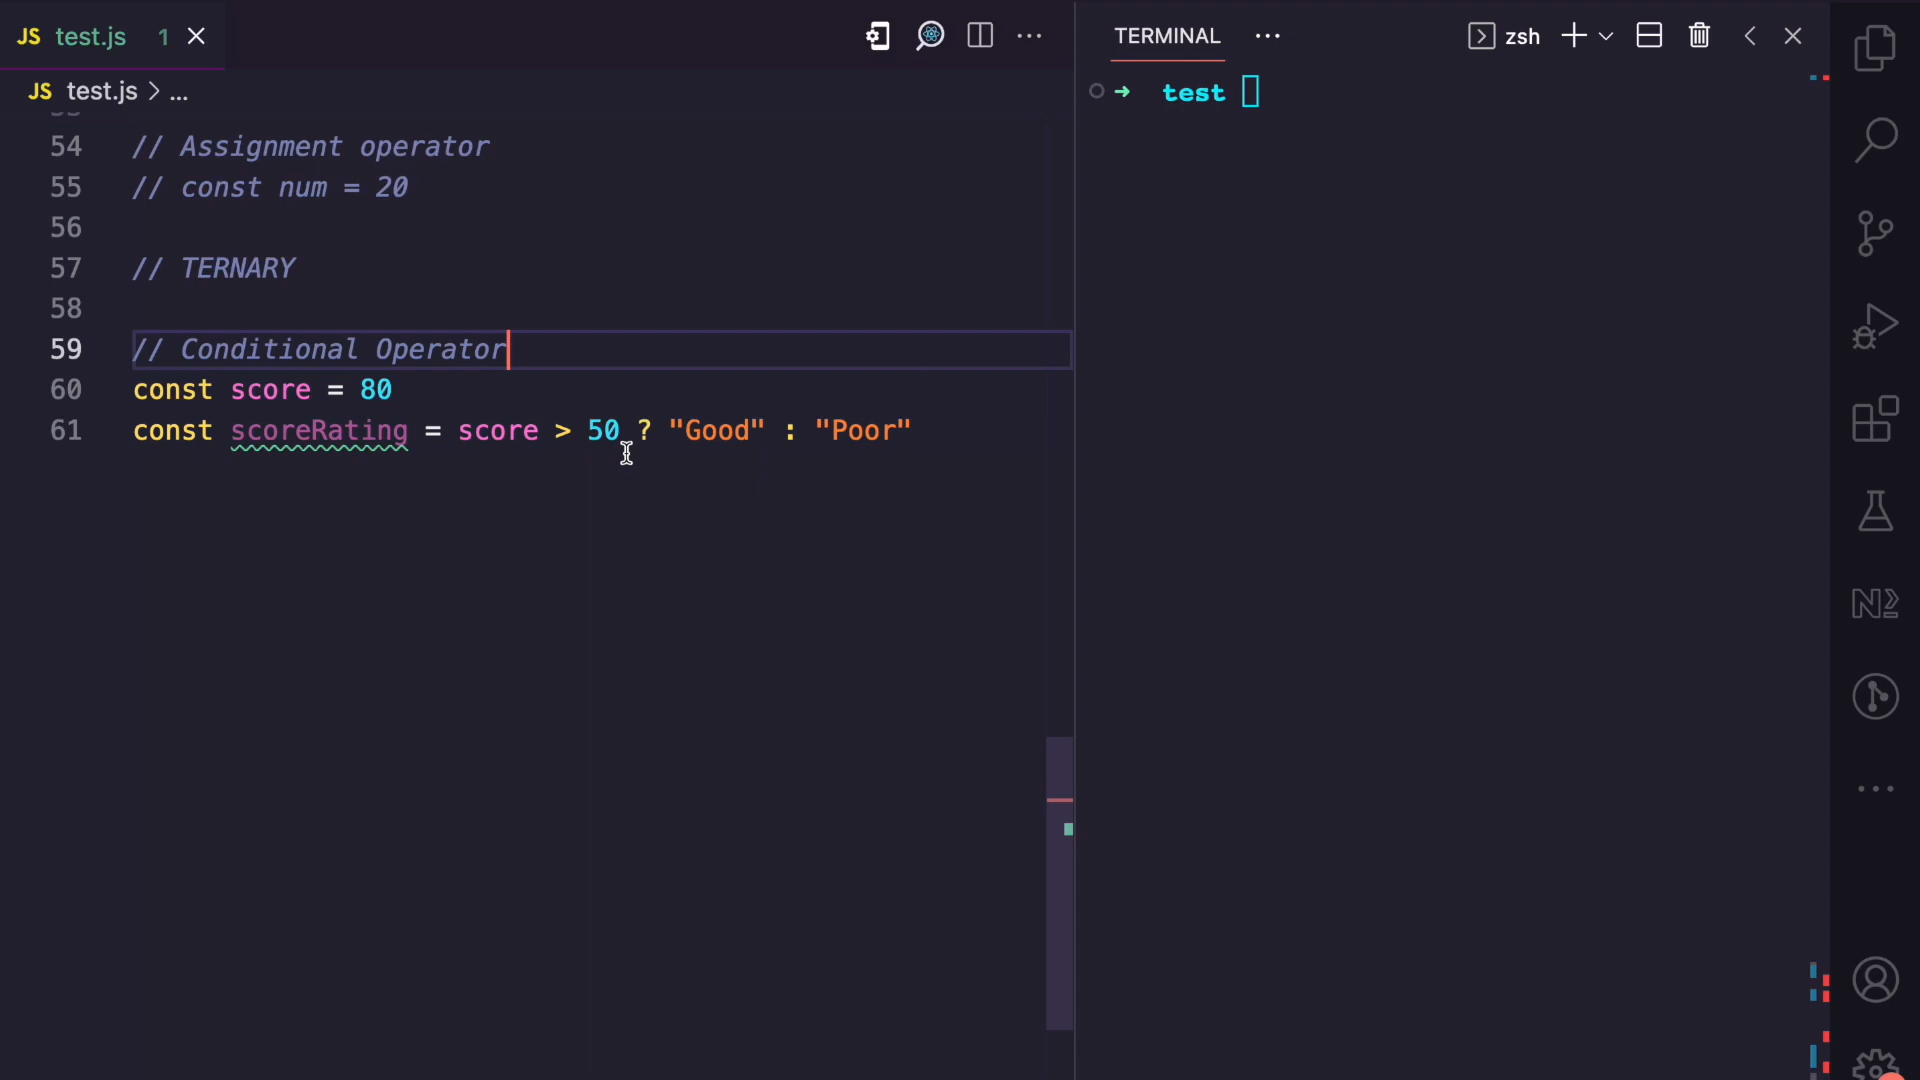 JS test.js 1
TERMINAL
zsh
JS test.js > ...
test
54 // Assignment operator
55 // const num = 20
56
57 // TERNARY
58
59 // Conditional Operator
60 const score = 80
61 const scoreRating = score > 50 ? "Good" : "Poor"